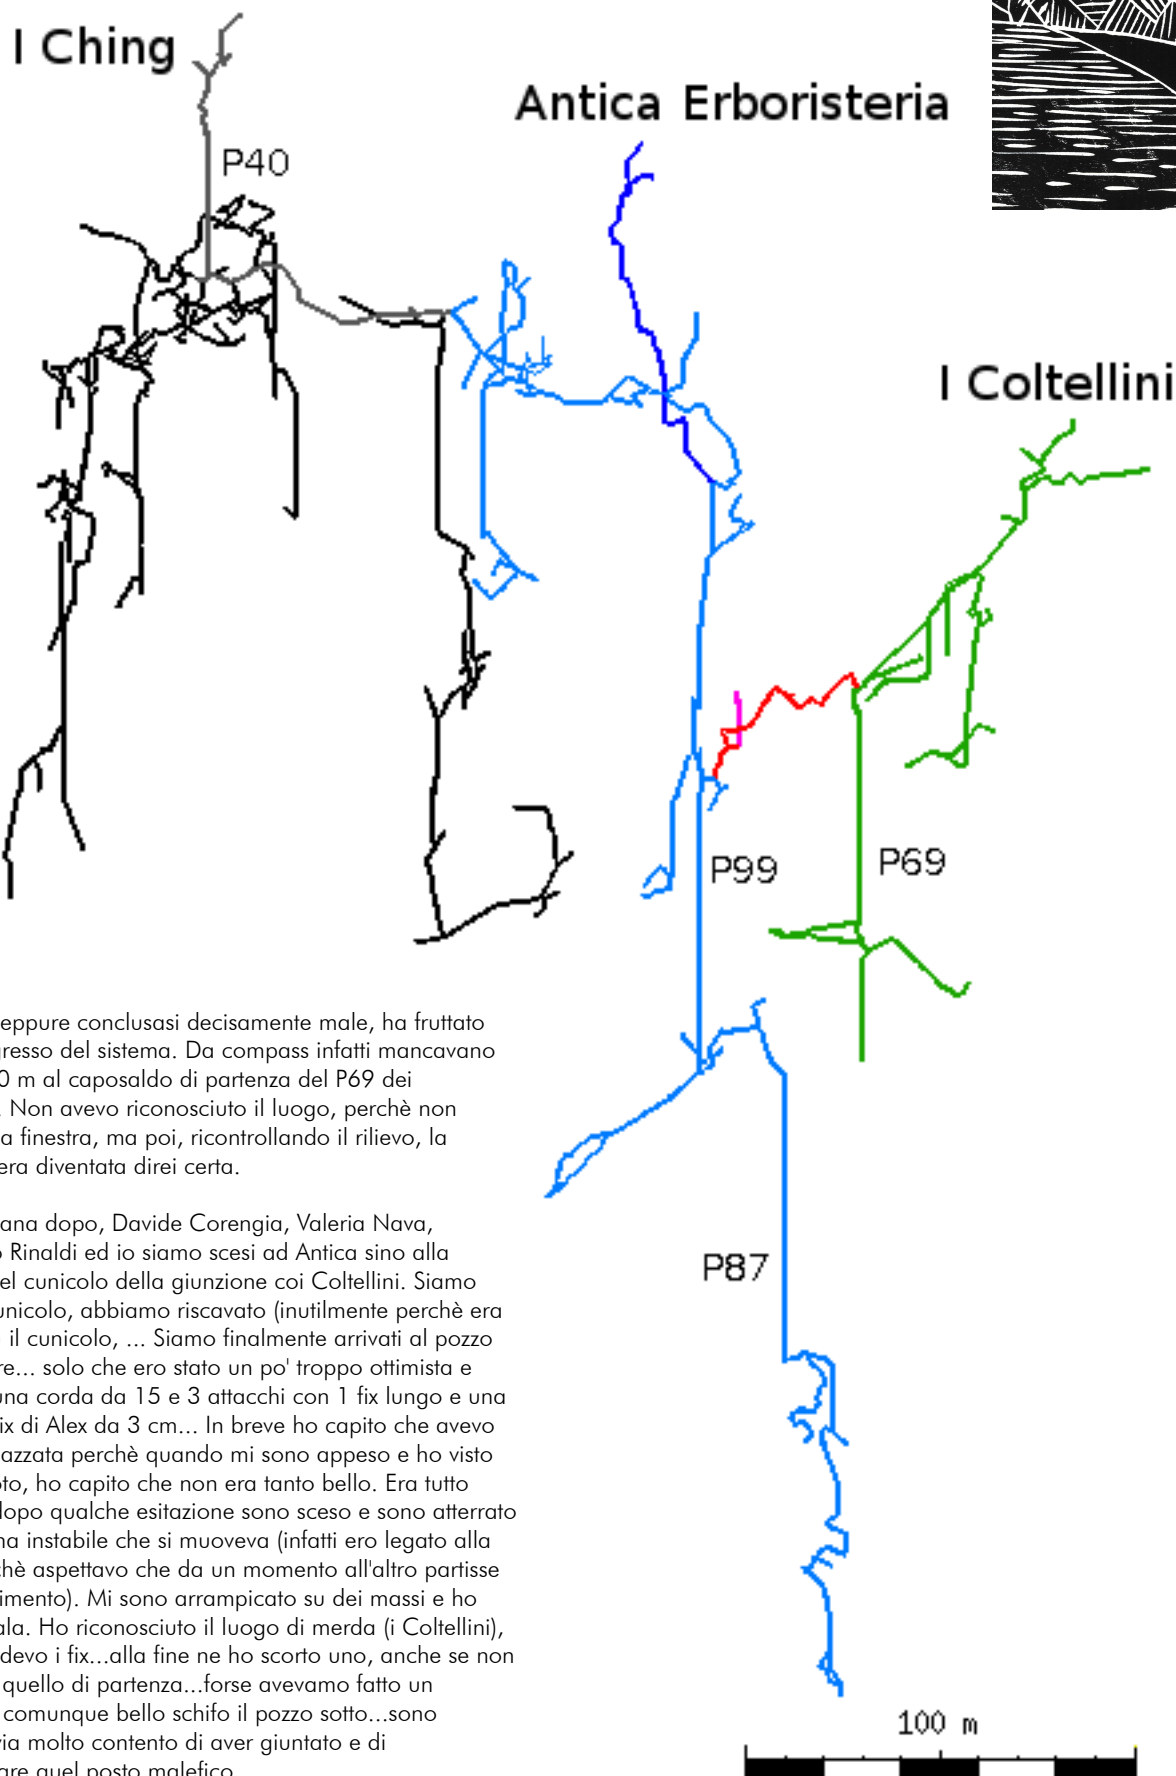 I Ching
Antica Erboristeria
P40
I Coltellini
P99
P69
P87
100 m
eppure conclusasi decisamente male, ha fruttato
gresso del sistema. Da compass infatti mancavano
0 m al caposaldo di partenza del P69 dei
. Non avevo riconosciuto il luogo, perchè non
a finestra, ma poi, ricontrollando il rilievo, la
era diventata direi certa.
ana dopo, Davide Corengia, Valeria Nava,
o Rinaldi ed io siamo scesi ad Antica sino alla
el cunicolo della giunzione coi Coltellini. Siamo
unicolo, abbiamo riscavato (inutilmente perchè era
il cunicolo, ... Siamo finalmente arrivati al pozzo
re... solo che ero stato un po' troppo ottimista e
una corda da 15 e 3 attacchi con 1 fix lungo e una
ix di Alex da 3 cm... In breve ho capito che avevo
azzata perchè quando mi sono appeso e ho visto
oto, ho capito che non era tanto bello. Era tutto
dopo qualche esitazione sono sceso e sono atterrato
na instabile che si muoveva (infatti ero legato alla
chè aspettavo che da un momento all'altro partisse
imento). Mi sono arrampicato su dei massi e ho
ala. Ho riconosciuto il luogo di merda (i Coltellini),
devo i fix...alla fine ne ho scorto uno, anche se non
quello di partenza...forse avevamo fatto un
comunque bello schifo il pozzo sotto...sono
via molto contento di aver giuntato e di
are quel posto malefico